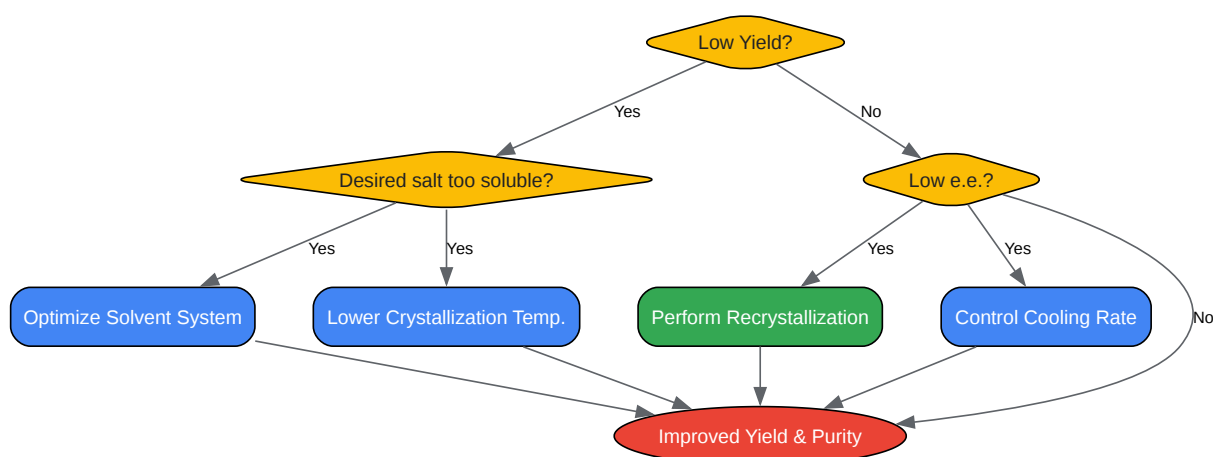 Low Yield?
Yes
No
Desired salt too soluble?
Low e.e.?
Yes
Yes
Yes
Yes
Optimize Solvent System
Lower Crystallization Temp.
Perform Recrystallization
Control Cooling Rate
No
Improved Yield & Purity